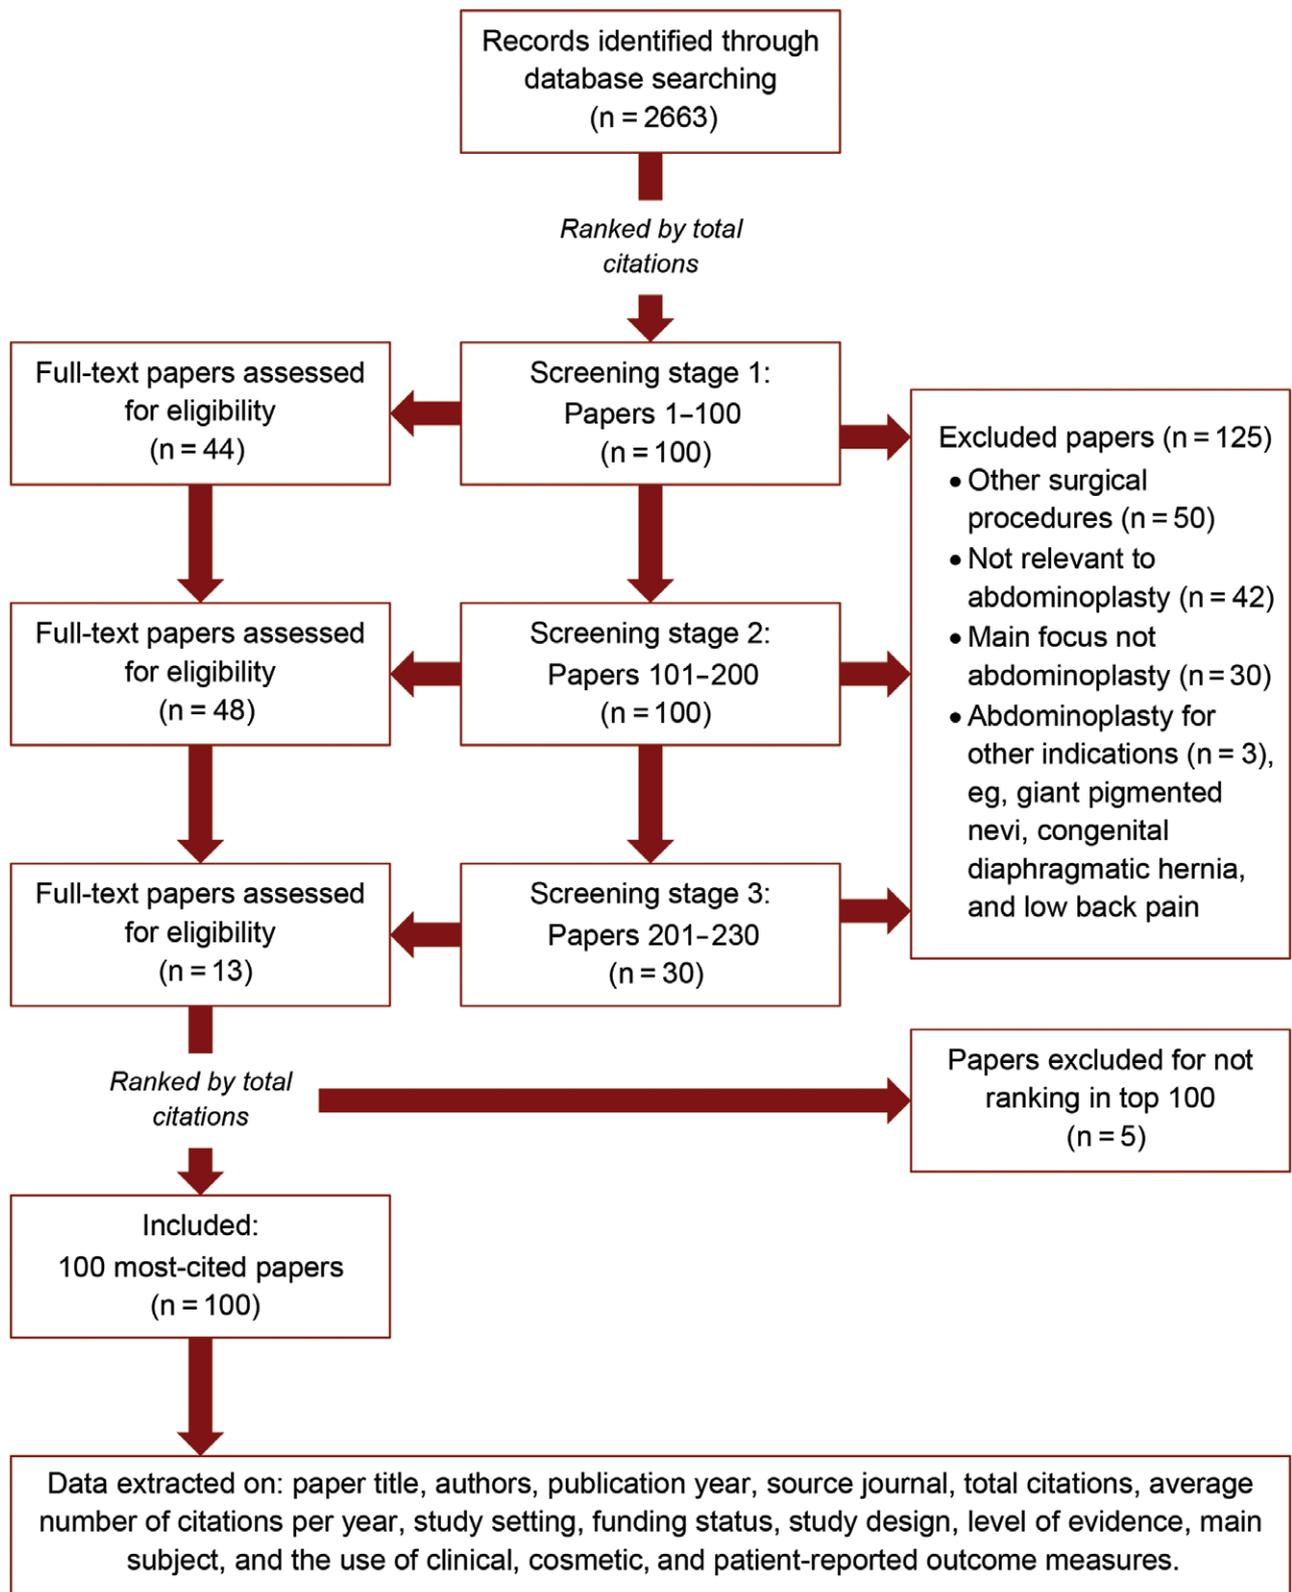 Records identified through
database searching
(n = 2663)
Ranked by total
citations
Full-text papers assessed
for eligibility
(n = 44)
Screening stage 1:
Papers 1–100
(n = 100)
Excluded papers (n = 125)
• Other surgical
procedures (n = 50)
• Not relevant to
abdominoplasty (n = 42)
• Main focus not
abdominoplasty (n = 30)
• Abdominoplasty for
other indications (n = 3),
eg, giant pigmented
nevi, congenital
diaphragmatic hernia,
and low back pain
Full-text papers assessed
for eligibility
(n = 48)
Screening stage 2:
Papers 101–200
(n = 100)
Full-text papers assessed
for eligibility
(n = 13)
Screening stage 3:
Papers 201–230
(n = 30)
Ranked by total
citations
Papers excluded for not
ranking in top 100
(n = 5)
Included:
100 most-cited papers
(n = 100)
Data extracted on: paper title, authors, publication year, source journal, total citations, average
number of citations per year, study setting, funding status, study design, level of evidence, main
subject, and the use of clinical, cosmetic, and patient-reported outcome measures.